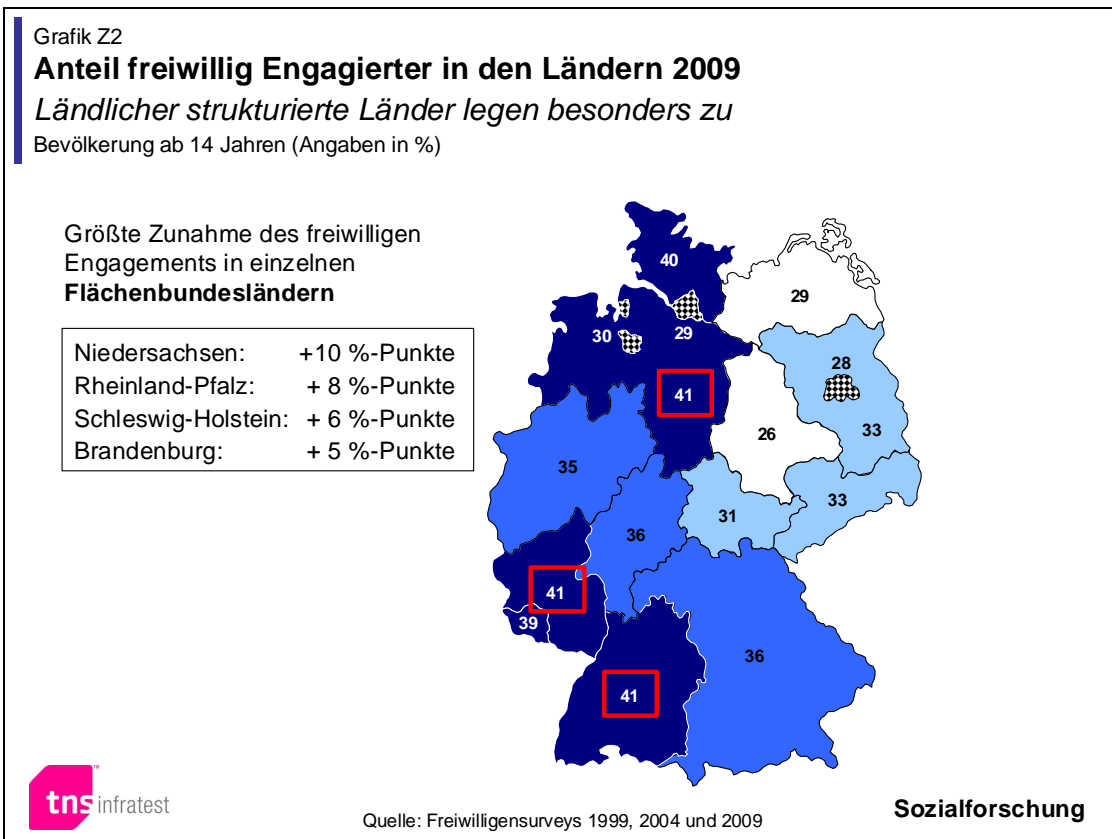 Grafik Z2
Anteil freiwillig Engagierter in den Ländern 2009
Ländlicher strukturierte Länder legen besonders zu
Bevölkerung ab 14 Jahren (Angaben in %)
Größte Zunahme des freiwilligen
Engagements in einzelnen
Flächenbundesländern
Niedersachsen: +10 %-Punkte
Rheinland-Pfalz: + 8 %-Punkte
Schleswig-Holstein: + 6 %-Punkte
Brandenburg: + 5 %-Punkte
40
29
30
29
28
41
26
33
35
33
31
36
41
39
36
41
tns infratest
TM
Quelle: Freiwilligensurveys 1999, 2004 und 2009
Sozialforschung